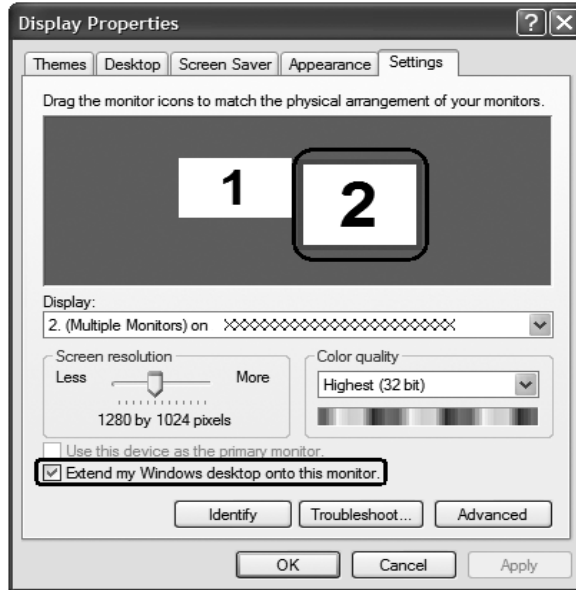 Display Properties
Themes Desktop Screen Saver Appearance Settings
Drag the monitor icons to match the physical arrangement of your monitors.
1 2
Display:
2. (Multiple Monitors) on XXXXXXXXXXXXXXXXXXXXXXXX
Screen resolution Color quality
Less More Highest (32 bit)
1280 by 1024 pixels
Use this device as the primary monitor.
Extend my Windows desktop onto this monitor.
Identify Troubleshoot... Advanced
OK Cancel Apply